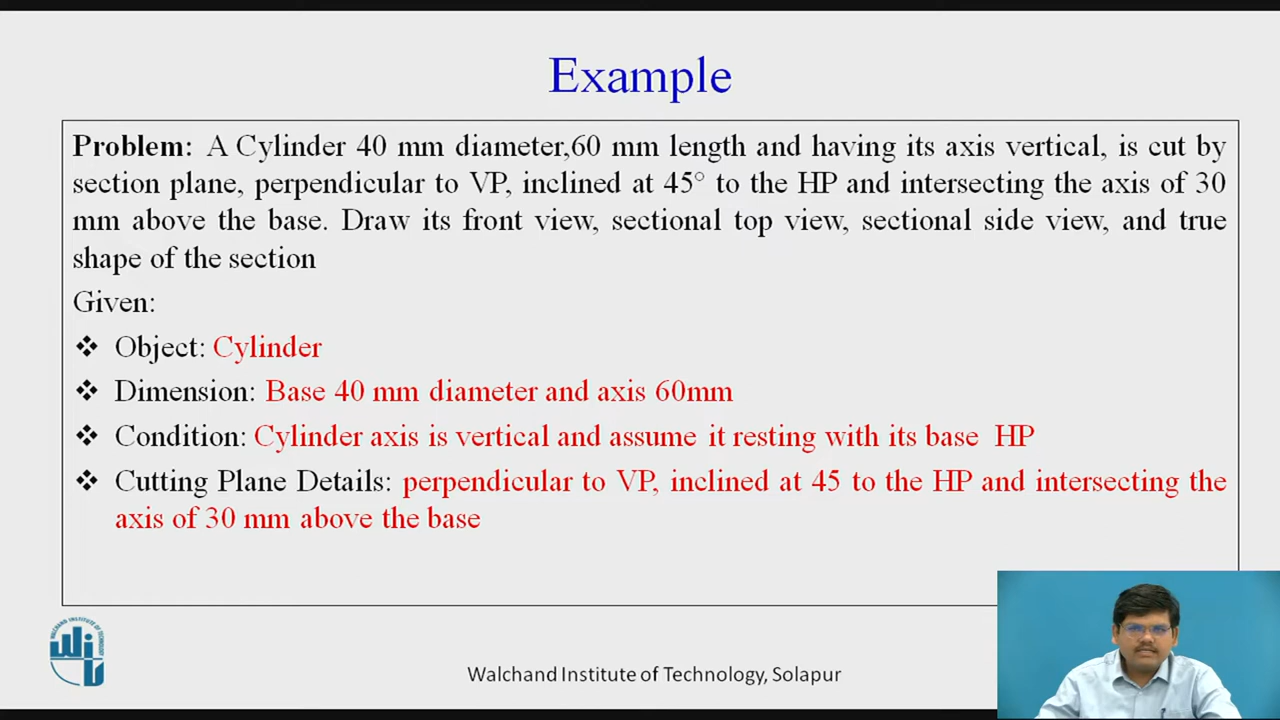 Example
Problem: A Cylinder 40 mm diameter,60 mm length and having its axis vertical, is cut by
section plane, perpendicular to VP, inclined at 45° to the HP and intersecting the axis of 30
mm above the base. Draw its front view, sectional top view, sectional side view, and true
shape of the section
Given:
❖ Object: Cylinder
❖ Dimension: Base 40 mm diameter and axis 60mm
❖ Condition: Cylinder axis is vertical and assume it resting with its base HP
❖ Cutting Plane Details: perpendicular to VP, inclined at 45 to the HP and intersecting the
axis of 30 mm above the base
WALCHAND INSTITUTE OF TECHNOLOGY, SOLAPUR
Walchand Institute of Technology, Solapur